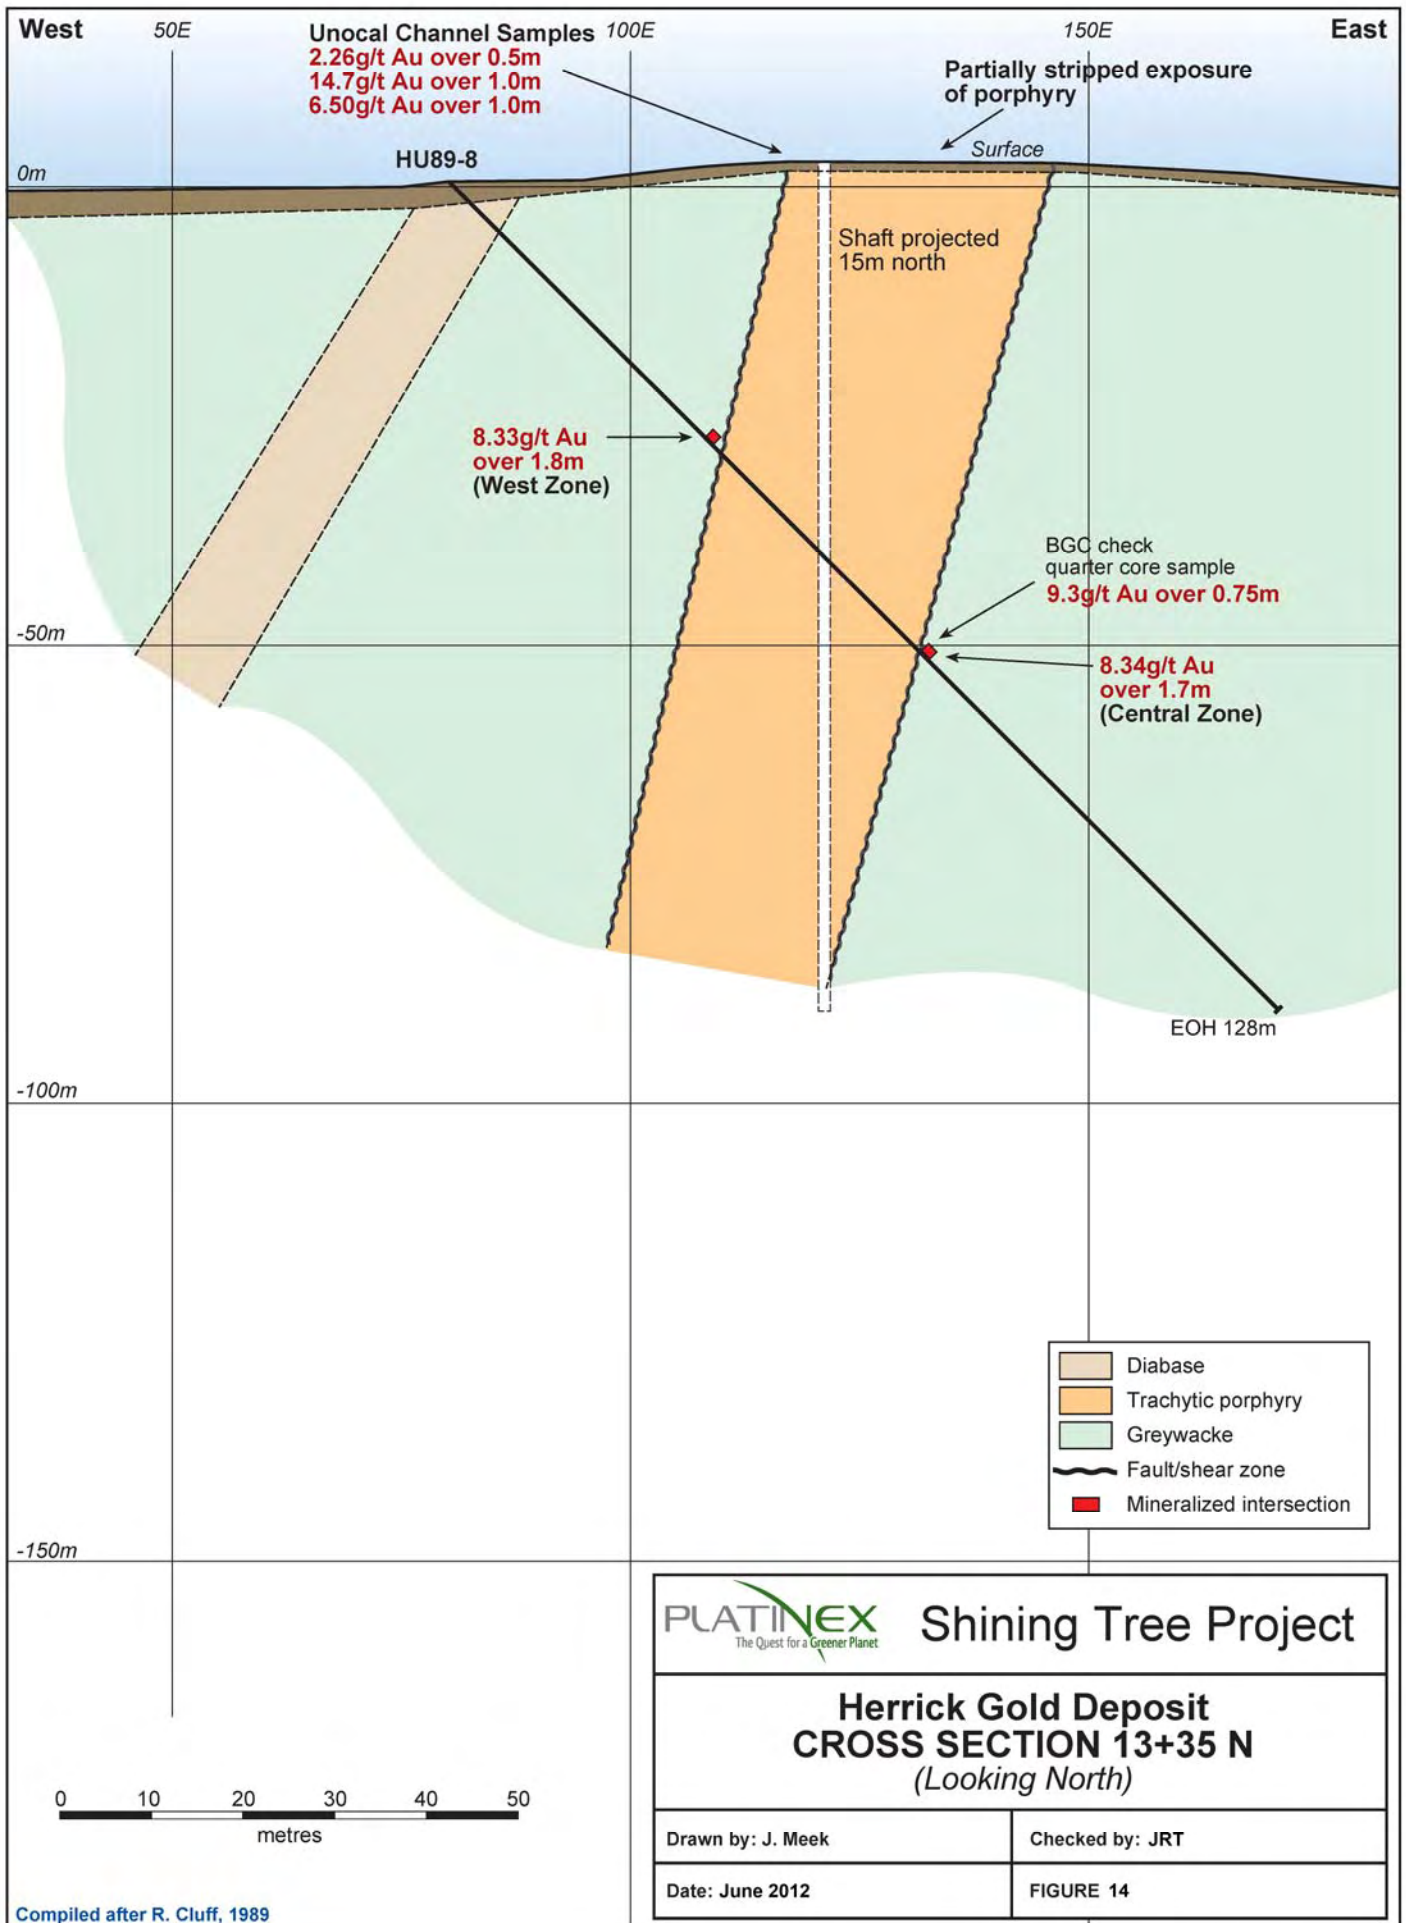 West
50E
100E
150E
East
Unocal Channel Samples
2.26g/t Au over 0.5m
14.7g/t Au over 1.0m
6.50g/t Au over 1.0m
Partially stripped exposure
of porphyry
Surface
HU89-8
0m
Shaft projected
15m north
8.33g/t Au
over 1.8m
(West Zone)
BGC check
quarter core sample
9.3g/t Au over 0.75m
-50m
8.34g/t Au
over 1.7m
(Central Zone)
EOH 128m
-100m
Diabase
Trachytic porphyry
Greywacke
Fault/shear zone
Mineralized intersection
-150m
PLATINEX
The Quest for a Greener Planet
Shining Tree Project
Herrick Gold Deposit
CROSS SECTION 13+35 N
(Looking North)
0 10 20 30 40 50
metres
Drawn by: J. Meek
Checked by: JRT
Date: June 2012
FIGURE 14
Compiled after R. Cluff, 1989